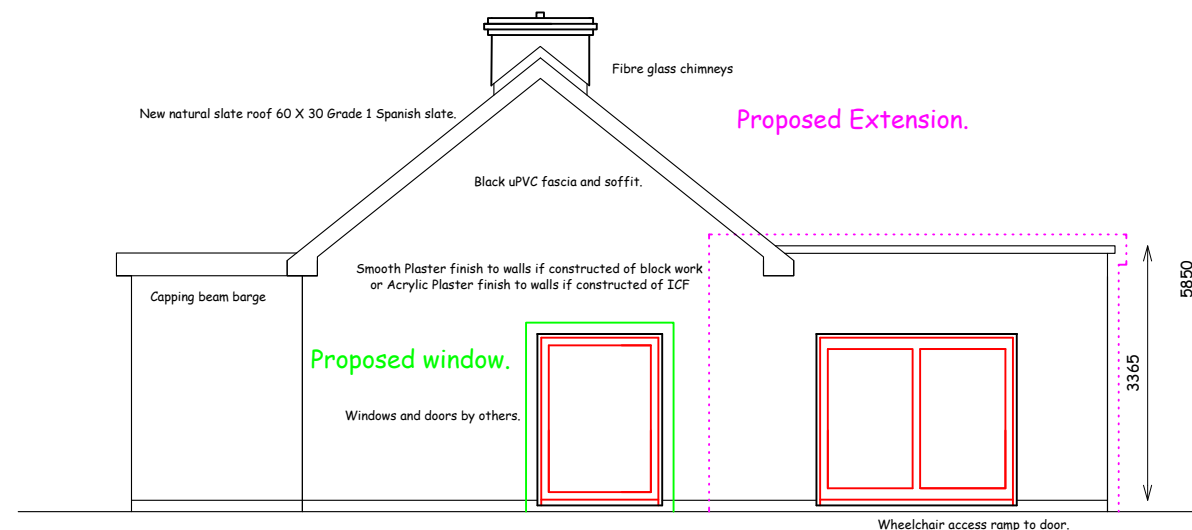 Fibre glass chimneys
New natural slate roof 60 X 30 Grade 1 Spanish slate.
Proposed Extension.
Black uPVC fascia and soffit.
Smooth Plaster finish to walls if constructed of block work
or Acrylic Plaster finish to walls if constructed of ICF
Capping beam barge
5850
Proposed window.
3365
Windows and doors by others.
Wheelchair access ramp to door.